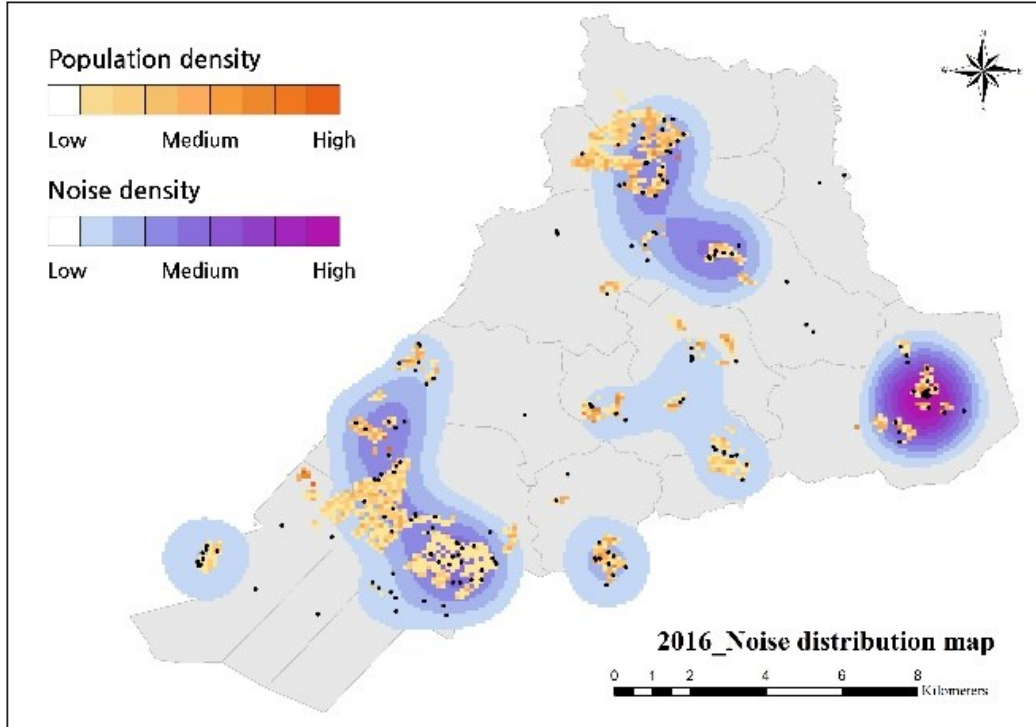 Population density
Low Medium High
Noise density
Low Medium High
N
W E
S
2016_Noise distribution map
0 1 2 4 6 8
Kilometers